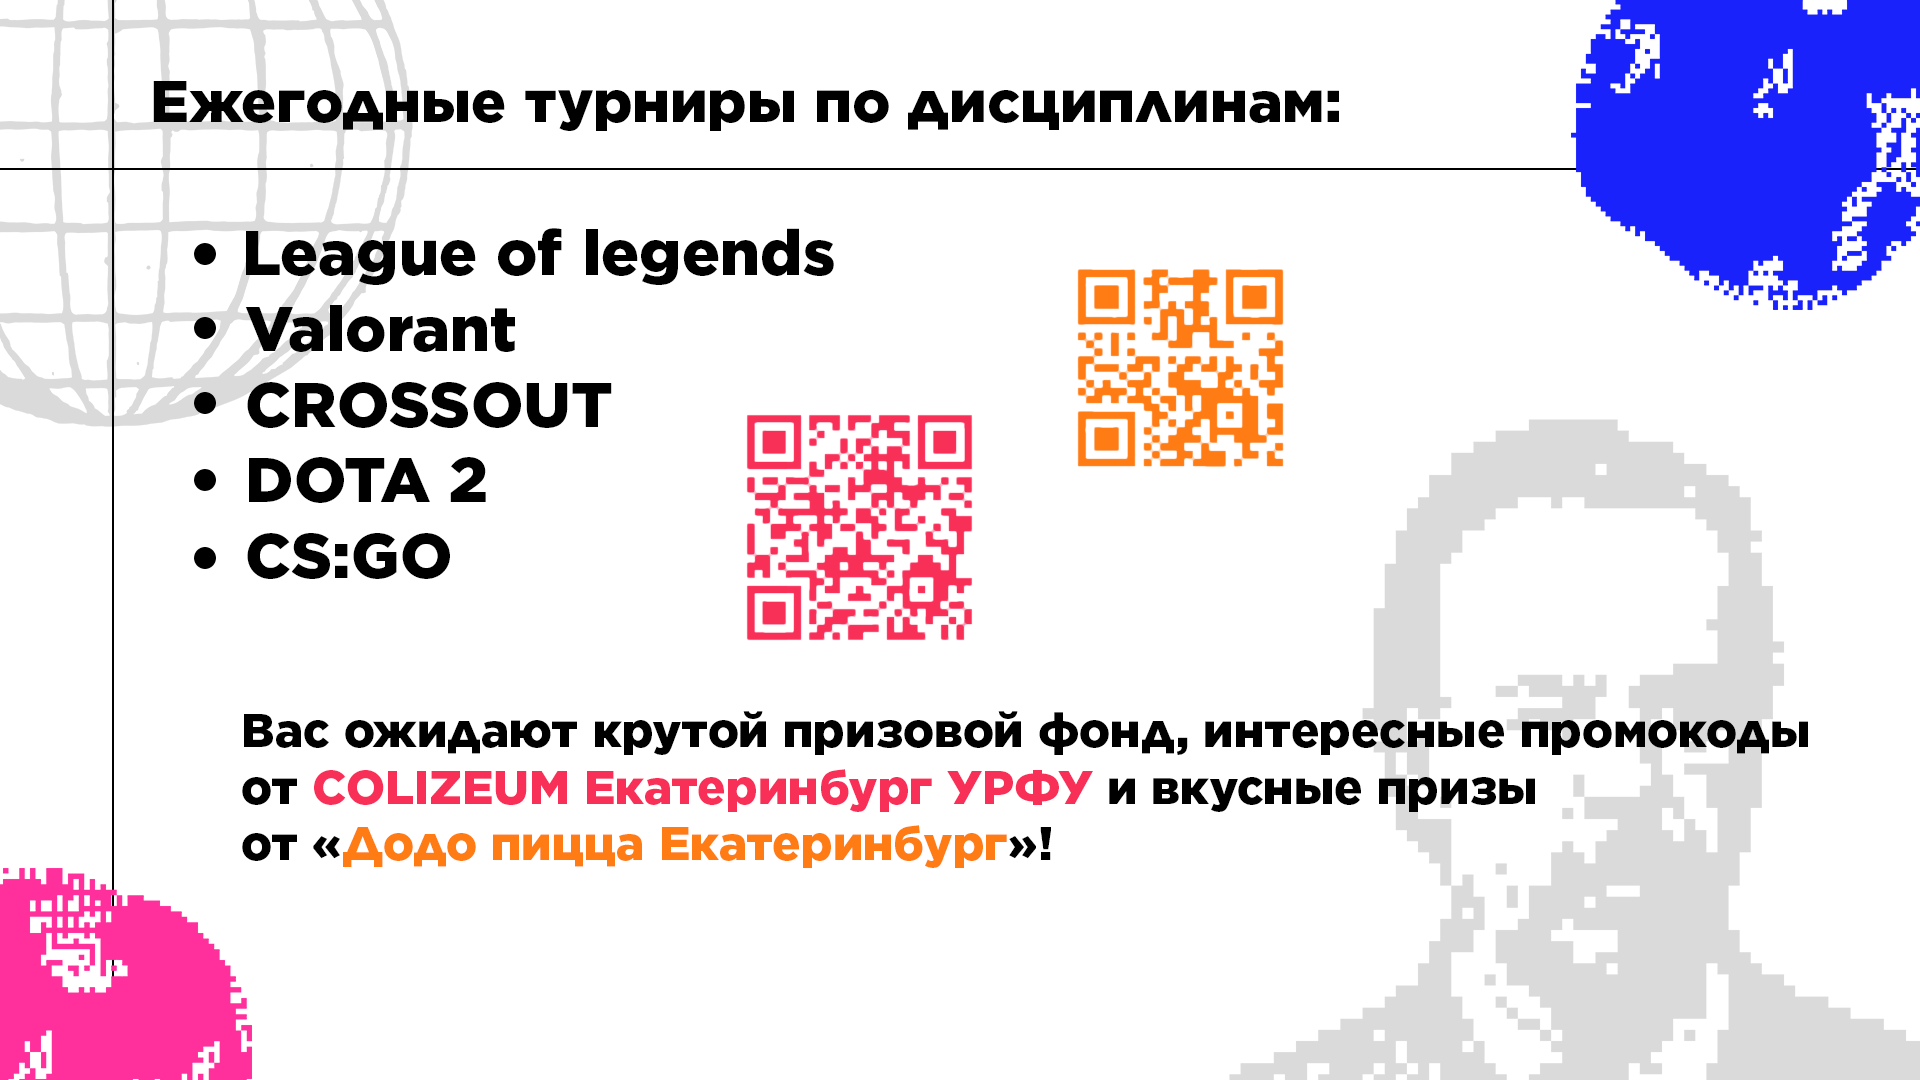 Ежегодные турниры по дисциплинам:
• League of legends
• Valorant
• CROSSOUT
• DOTA 2
• CS:GO
Вас ожидают крутой призовой фонд, интересные промокоды
от COLIZEUM Екатеринбург УРФУ и вкусные призы
от «Додо пицца Екатеринбург»!